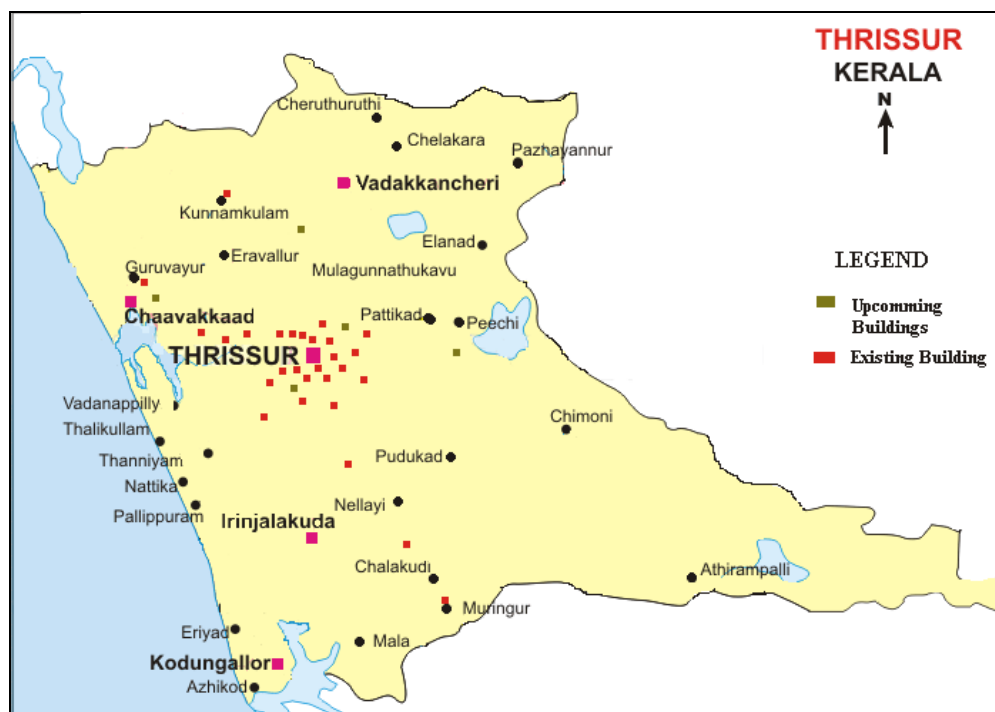 THRISSUR
KERALA
N
Cheruthuruthi
Chelakara
Pazhayannur
Vadakkancheri
Kunnamkulam
Elanad
Eravallur
Mulagunnathukavu
Guruvayur
LEGEND
Upcomming
Buildings
Existing Building
Chaavakkaad
Pattikad
Peechi
THRISSUR
Vadanappilly
Thalikullam
Chimoni
Thanniyam
Pudukad
Nattika
Nellayi
Pallippuram
Irinjalakuda
Chalakudi
Athirampalli
Muringur
Eriyad
Mala
Kodungallor
Azhikod